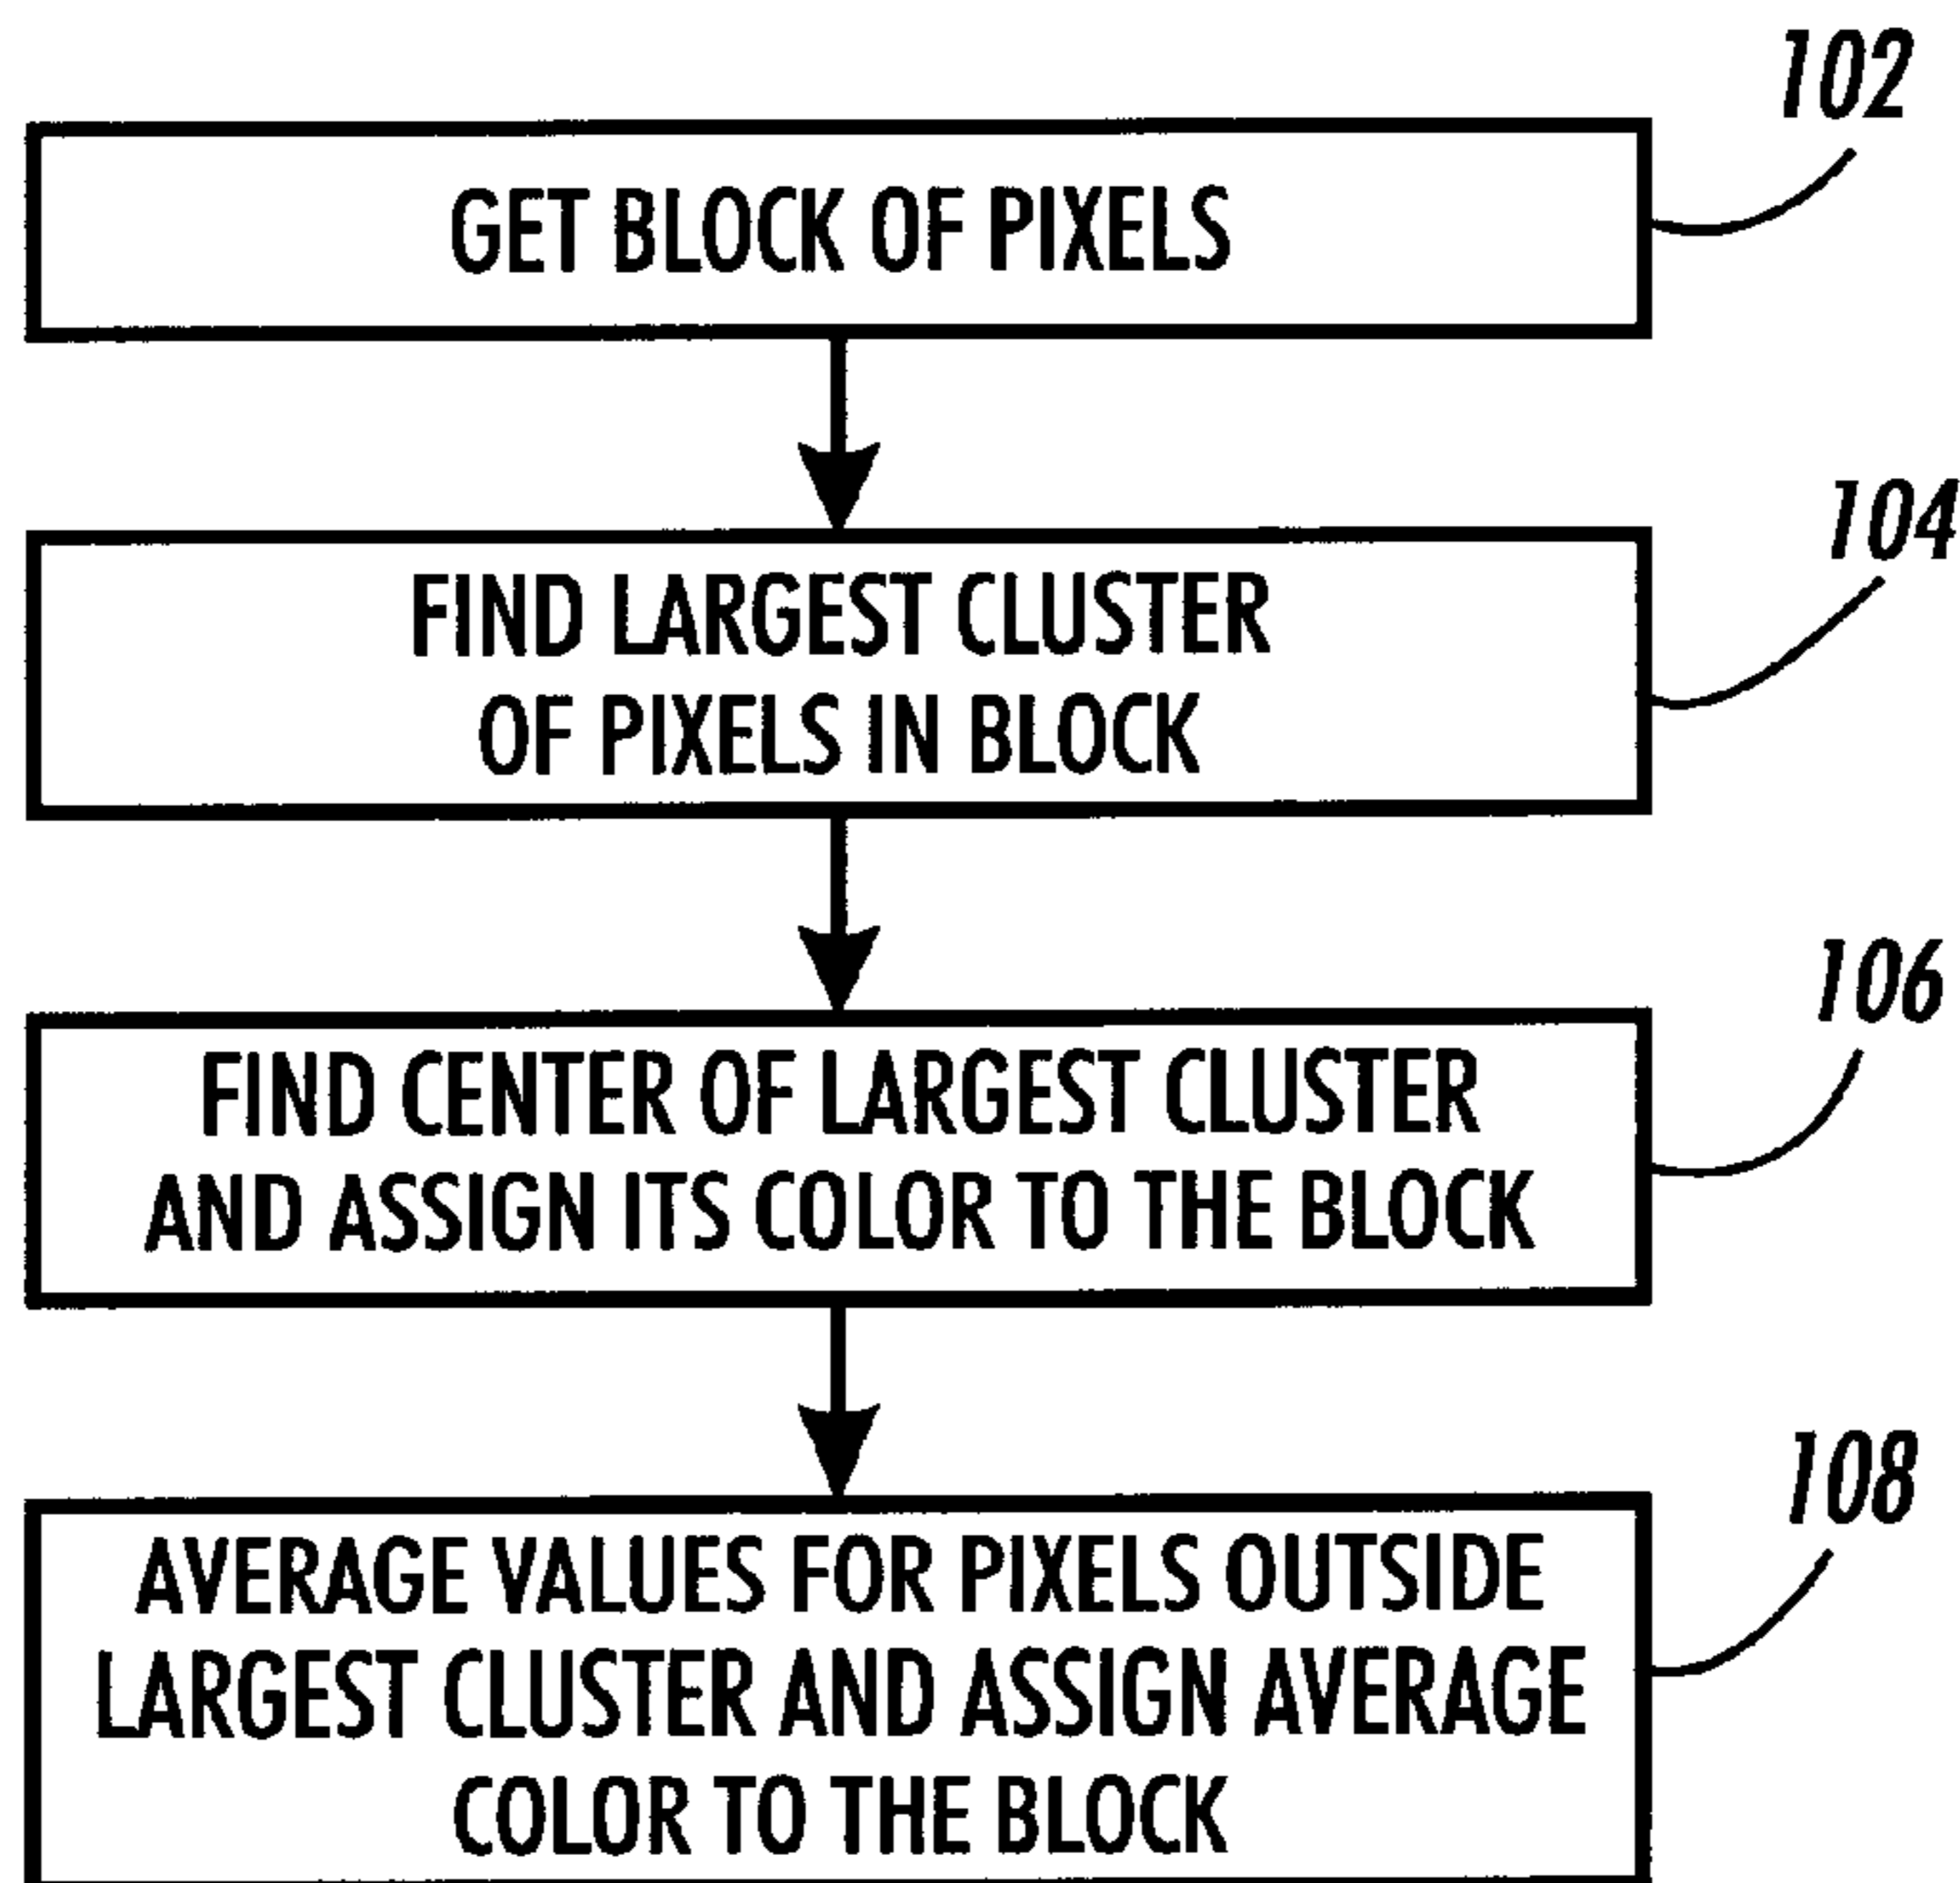 102
GET BLOCK OF PIXELS
104
FIND LARGEST CLUSTER
OF PIXELS IN BLOCK
106
FIND CENTER OF LARGEST CLUSTER
AND ASSIGN ITS COLOR TO THE BLOCK
108
AVERAGE VALUES FOR PIXELS OUTSIDE
LARGEST CLUSTER AND ASSIGN AVERAGE
COLOR TO THE BLOCK